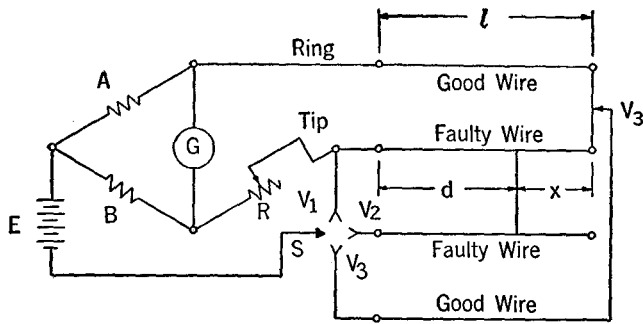 l
Ring
A
Good Wire
V3
Tip
G
Faulty Wire
B
R
V1
d
x
E
V2
S
Faulty Wire
V3
Good Wire